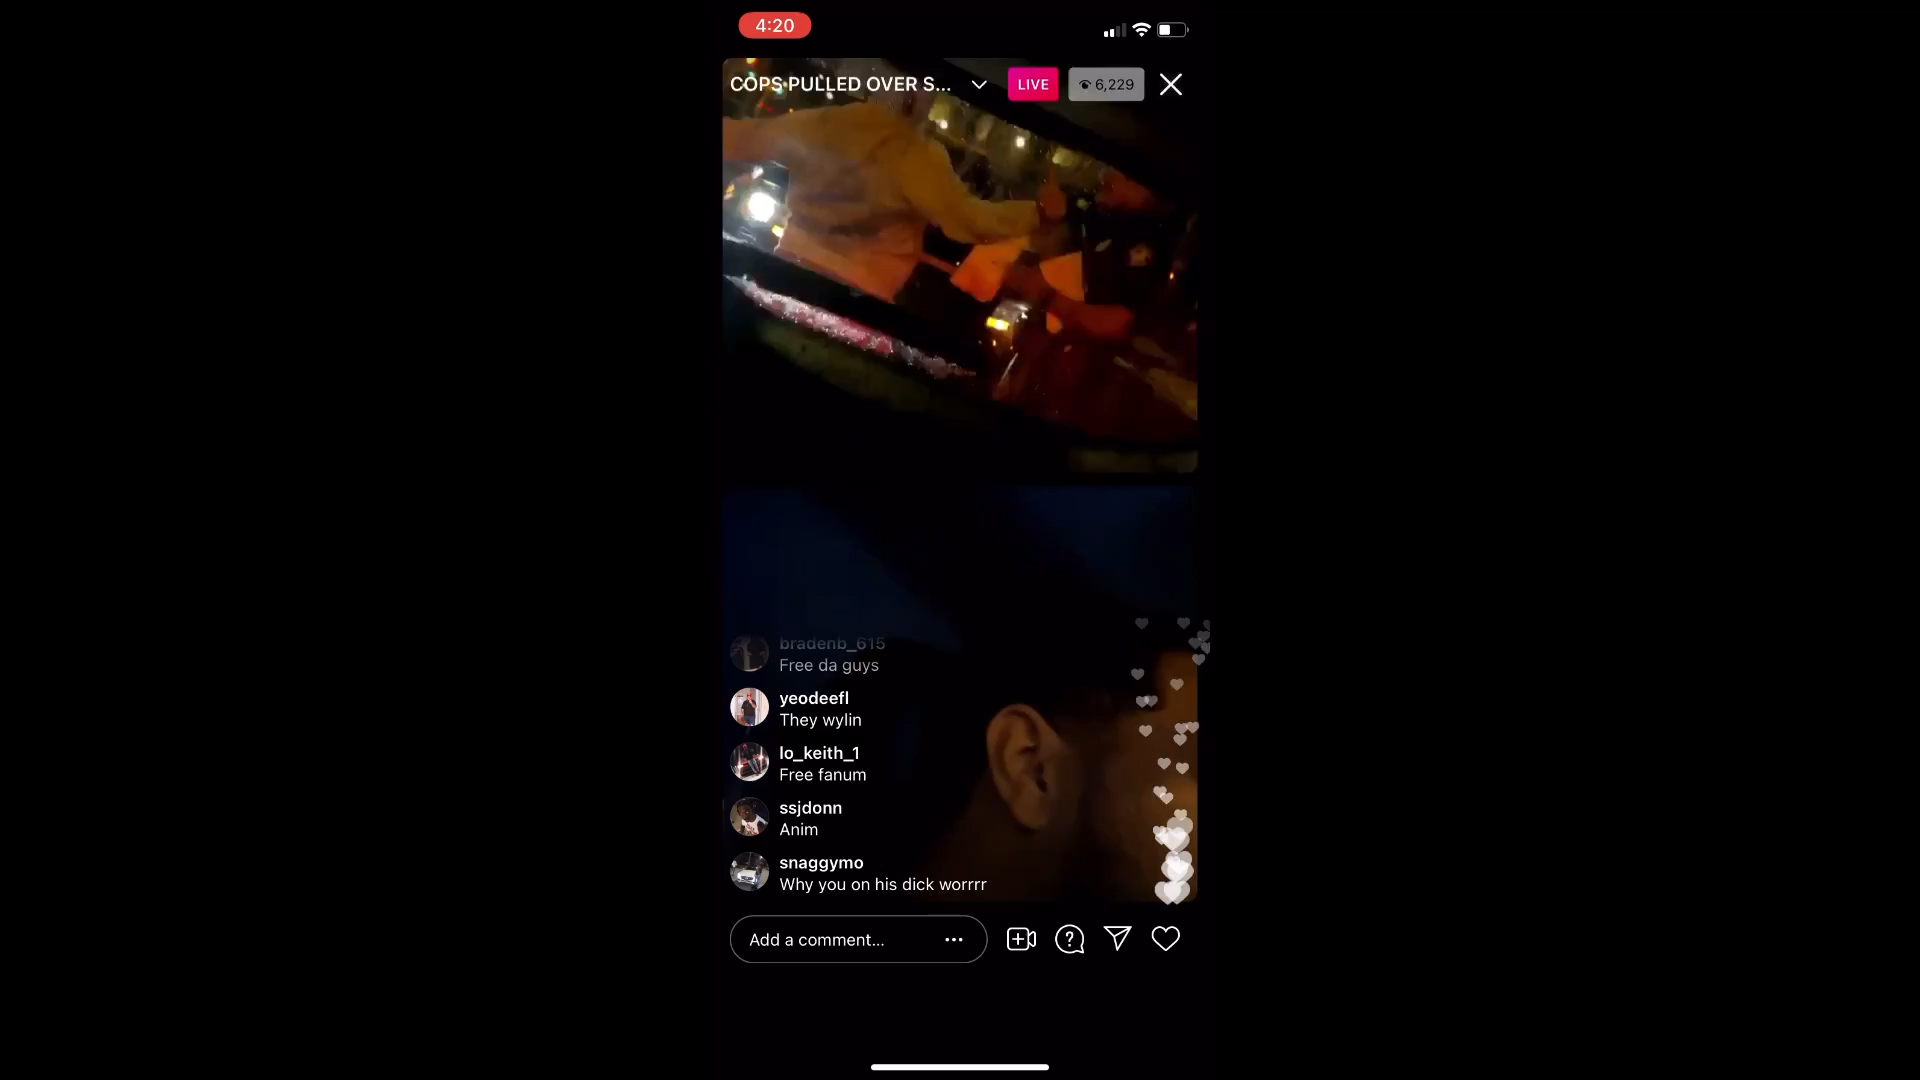 4:20
COPS PULLED OVER S...
LIVE
6,229
bradenb_615
Free da guys
yeodeefl
They wylin
lo_keith_1
Free fanum
ssjdonn
Anim
snaggymo
Why you on his dick worrrr
Add a comment...